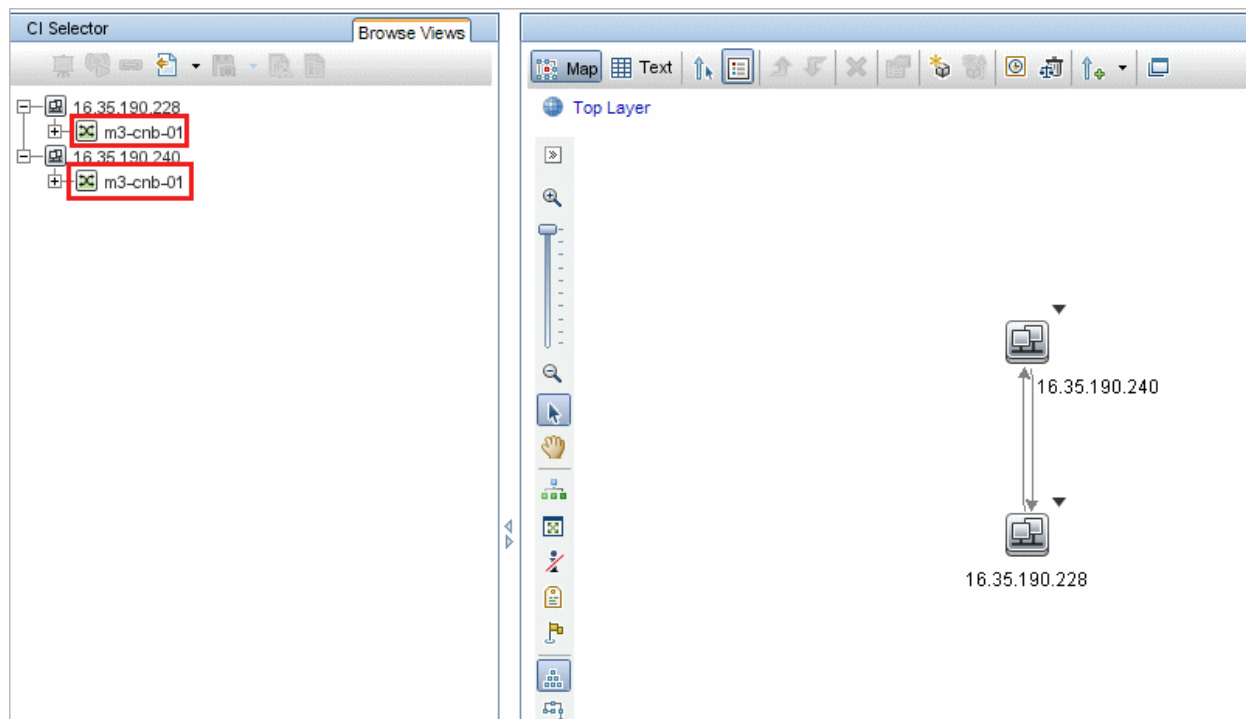 CI Selector
Browse Views
16.35.190.228
m3-cnb-01
16.35.190.240
m3-cnb-01
Map Text
Top Layer
16.35.190.240
16.35.190.228